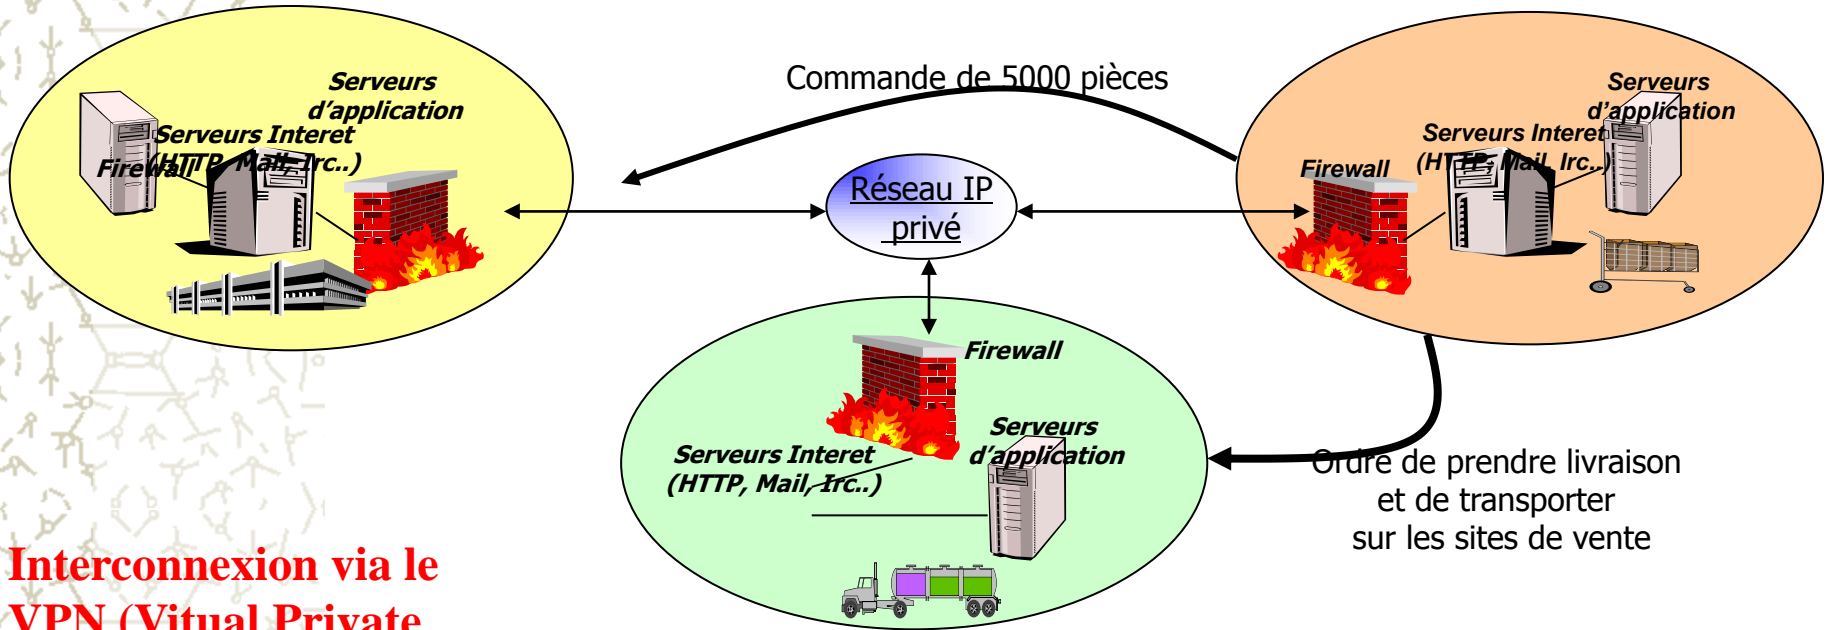 Serveurs
d'application
Serveurs Interet
(HTTP, Mail, Irc..)
Firewall
Commande de 5000 pièces
Réseau IP
privé
Serveurs
d'application
Serveurs Interet
(HTTP, Mail, Irc..)
Firewall
Firewall
Serveurs
d'application
Serveurs Interet
(HTTP, Mail, Irc..)
Ordre de prendre livraison
et de transporter
sur les sites de vente
Interconnexion via le
VPN (Vitual Private